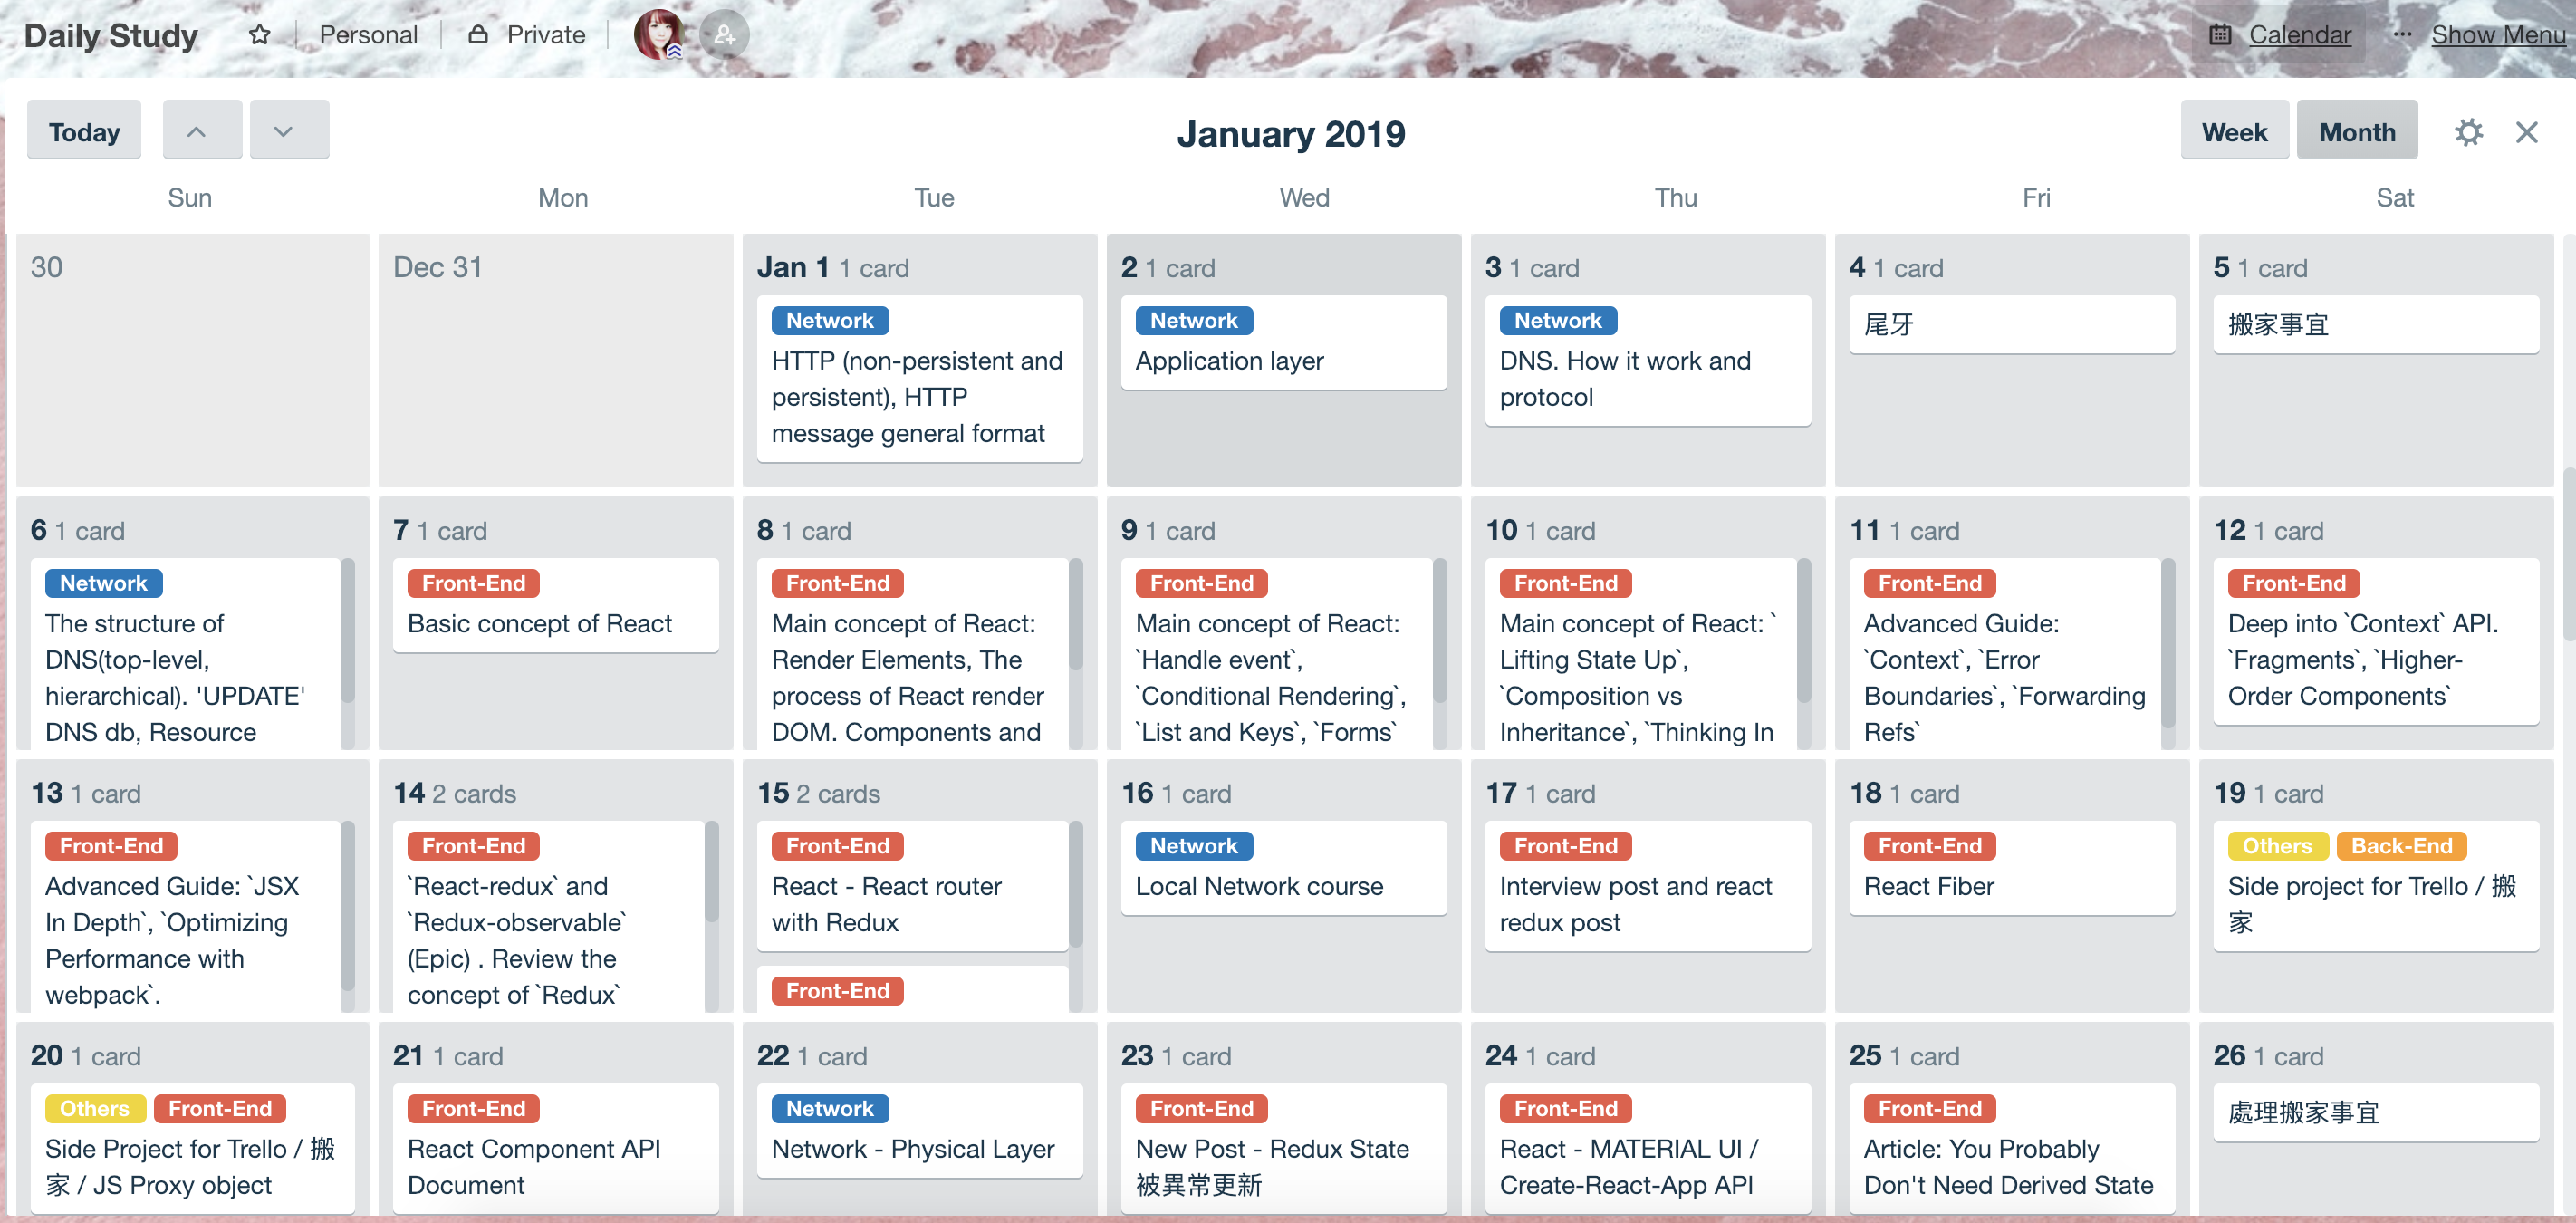 Daily Study
Personal
Private
Calendar
Show Menu
Today
January 2019
Week
Month
Sun
Mon
Tue
Wed
Thu
Fri
Sat
30
Dec 31
Jan 1 1 card
Network
HTTP (non-persistent and
persistent), HTTP
message general format
2 1 card
Network
Application layer
3 1 card
Network
DNS. How it work and
protocol
4 1 card
尾牙
5 1 card
搬家事宜
6 1 card
Network
The structure of
DNS(top-level,
hierarchical). 'UPDATE'
DNS db, Resource
7 1 card
Front-End
Basic concept of React
8 1 card
Front-End
Main concept of React:
Render Elements, The
process of React render
DOM. Components and
9 1 card
Front-End
Main concept of React:
`Handle event`,
`Conditional Rendering`,
`List and Keys`, `Forms`
10 1 card
Front-End
Main concept of React: `
Lifting State Up`,
`Composition vs
Inheritance`, `Thinking In
11 1 card
Front-End
Advanced Guide:
`Context`, `Error
Boundaries`, `Forwarding
Refs`
12 1 card
Front-End
Deep into `Context` API.
`Fragments`, `Higher-
Order Components`
13 1 card
Front-End
Advanced Guide: `JSX
In Depth`, `Optimizing
Performance with
webpack`.
14 2 cards
Front-End
`React-redux` and
`Redux-observable`
(Epic) . Review the
concept of `Redux`
15 2 cards
Front-End
React - React router
with Redux
Front-End
16 1 card
Network
Local Network course
17 1 card
Front-End
Interview post and react
redux post
18 1 card
Front-End
React Fiber
19 1 card
Others Back-End
Side project for Trello / 搬
家
20 1 card
Others Front-End
Side Project for Trello / 搬
家 / JS Proxy object
21 1 card
Front-End
React Component API
Document
22 1 card
Network
Network - Physical Layer
23 1 card
Front-End
New Post - Redux State
被異常更新
24 1 card
Front-End
React - MATERIAL UI /
Create-React-App API
25 1 card
Front-End
Article: You Probably
Don't Need Derived State
26 1 card
處理搬家事宜